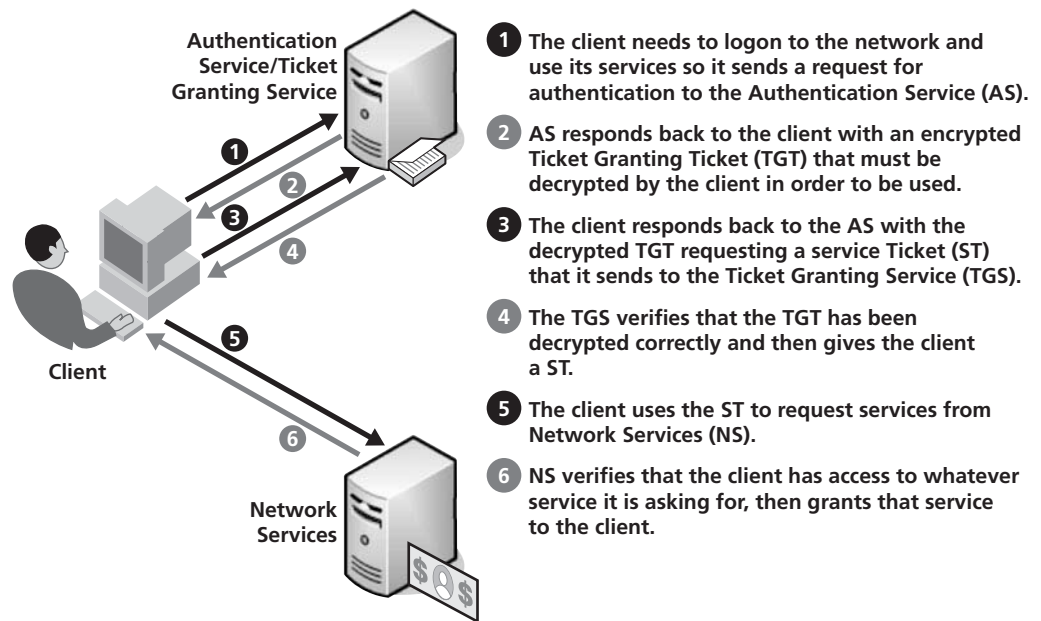 Authentication
Service/Ticket
Granting Service
1
2
3
4
Client
5
6
Network
Services
$ $
1 The client needs to logon to the network and
use its services so it sends a request for
authentication to the Authentication Service (AS).
2 AS responds back to the client with an encrypted
Ticket Granting Ticket (TGT) that must be
decrypted by the client in order to be used.
3 The client responds back to the AS with the
decrypted TGT requesting a service Ticket (ST)
that it sends to the Ticket Granting Service (TGS).
4 The TGS verifies that the TGT has been
decrypted correctly and then gives the client
a ST.
5 The client uses the ST to request services from
Network Services (NS).
6 NS verifies that the client has access to whatever
service it is asking for, then grants that service
to the client.